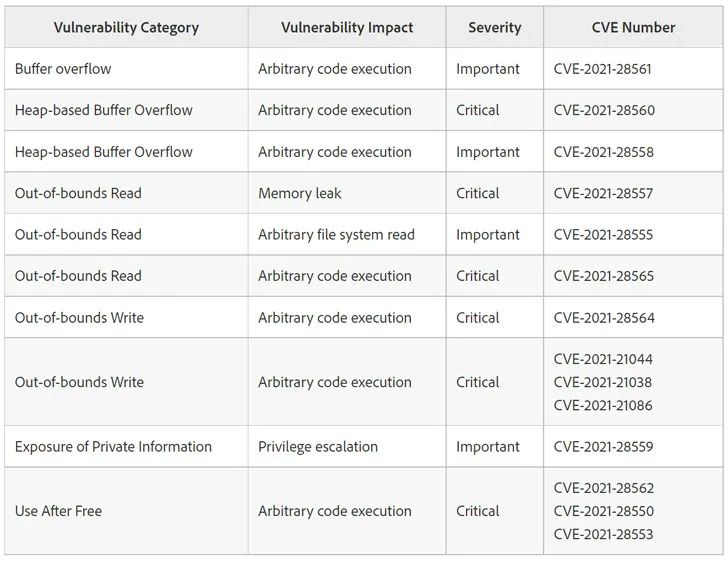 Vulnerability Category Vulnerability Impact Severity CVE Number
Buffer overflow Arbitrary code execution Important CVE-2021-28561
Heap-based Buffer Overflow Arbitrary code execution Critical CVE-2021-28560
Heap-based Buffer Overflow Arbitrary code execution Important CVE-2021-28558
Out-of-bounds Read Memory leak Critical CVE-2021-28557
Out-of-bounds Read Arbitrary file system read Important CVE-2021-28555
Out-of-bounds Read Arbitrary code execution Critical CVE-2021-28565
Out-of-bounds Write Arbitrary code execution Critical CVE-2021-28564
CVE-2021-21044
Out-of-bounds Write Arbitrary code execution Critical CVE-2021-21038
CVE-2021-21086
Exposure of Private Information Privilege escalation Important CVE-2021-28559
CVE-2021-28562
Use After Free Arbitrary code execution Critical CVE-2021-28550
CVE-2021-28553